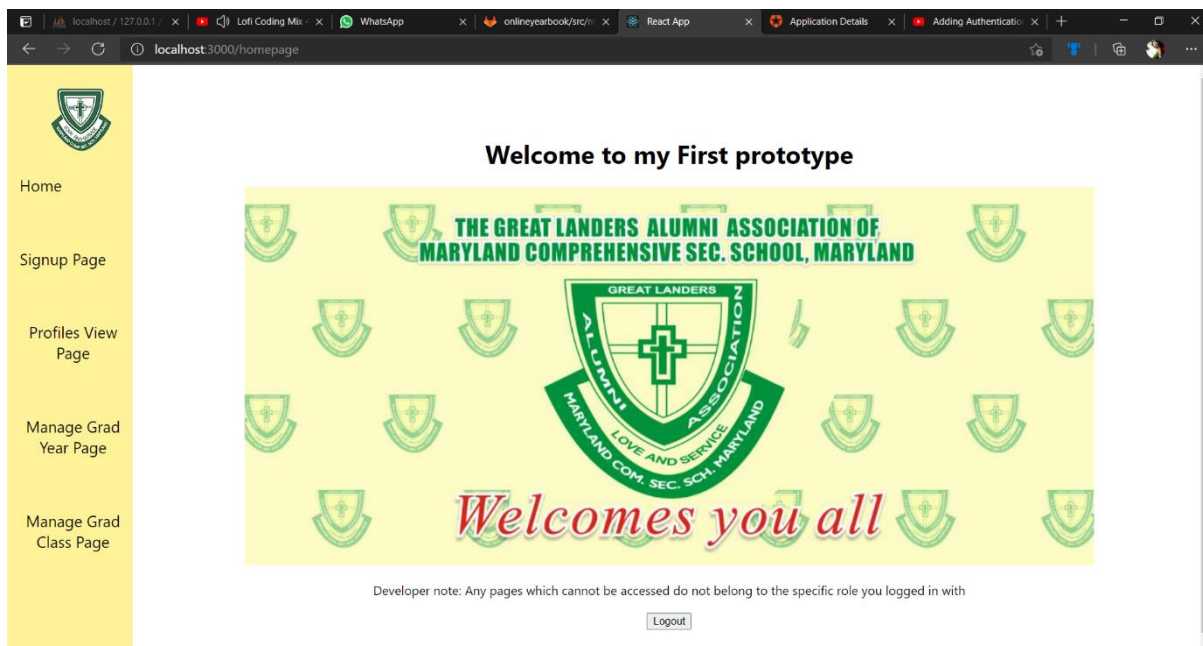 localhost / 127.0.0.1 /
Lofi Coding Mix
WhatsApp
onlineyearbook/src/m
React App
Application Details
Adding Authenticatio
localhost:3000/homepage
Home
Signup Page
Profiles View
Page
Manage Grad
Year Page
Manage Grad
Class Page
Welcome to my First prototype
THE GREAT LANDERS ALUMNI ASSOCIATION OF
MARYLAND COMPREHENSIVE SEC. SCHOOL, MARYLAND
GREAT LANDERS
ALUMNI ASSOCIATION
LOVE AND SERVICE
MARYLAND COM. SEC. SCH. MARYLAND
Welcomes you all
Developer note: Any pages which cannot be accessed do not belong to the specific role you logged in with
Logout